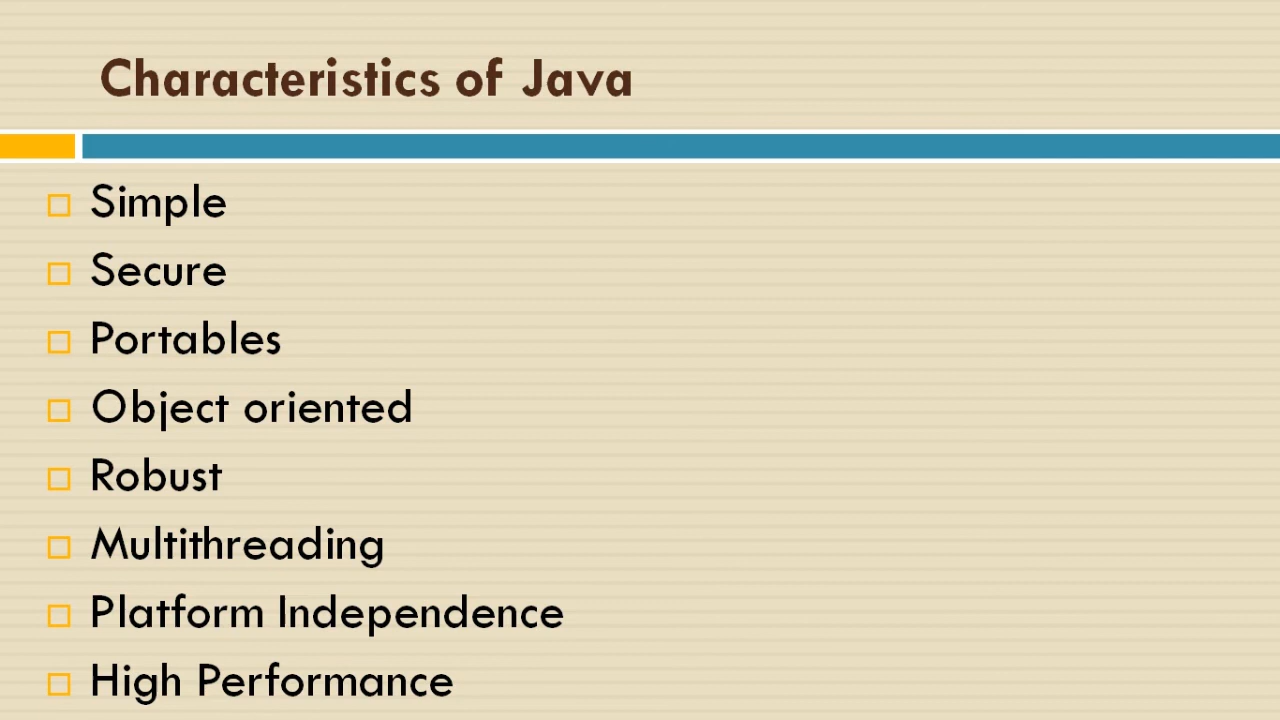 Characteristics of Java
Simple
Secure
Portables
Object oriented
Robust
Multithreading
Platform Independence
High Performance